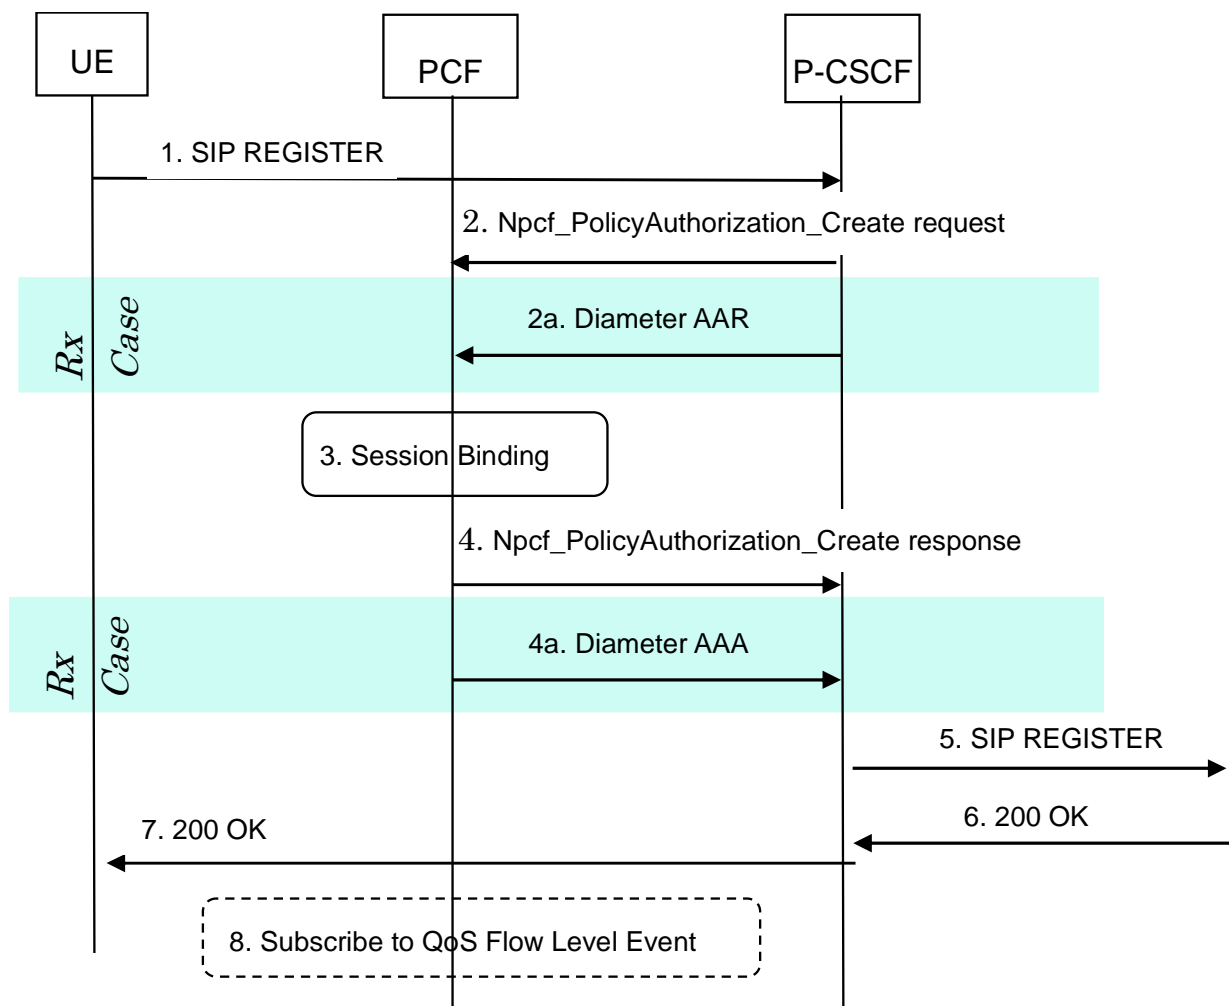 UE
PCF
P-CSCF
1. SIP REGISTER
2. Npcf_PolicyAuthorization_Create request
Rx
Case
2a. Diameter AAR
3. Session Binding
4. Npcf_PolicyAuthorization_Create response
Rx
Case
4a. Diameter AAA
5. SIP REGISTER
6. 200 OK
7. 200 OK
8. Subscribe to QoS Flow Level Event